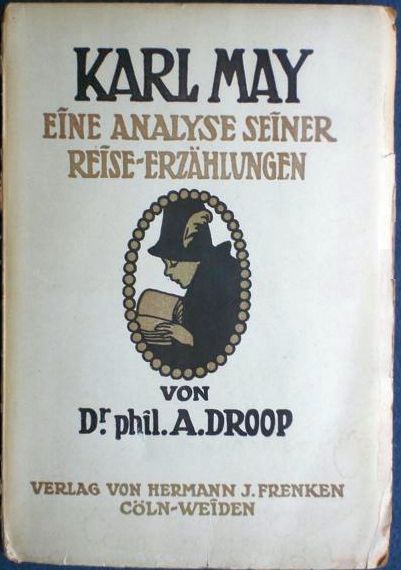 KARL MAY
EINE ANALYSE SEINER
REISE-ERZÄHLUNGEN
VON
Dr phil. A. DROOP
VERLAG VON HERMANN J. FRENKEN
CÖLN-WEIDEN